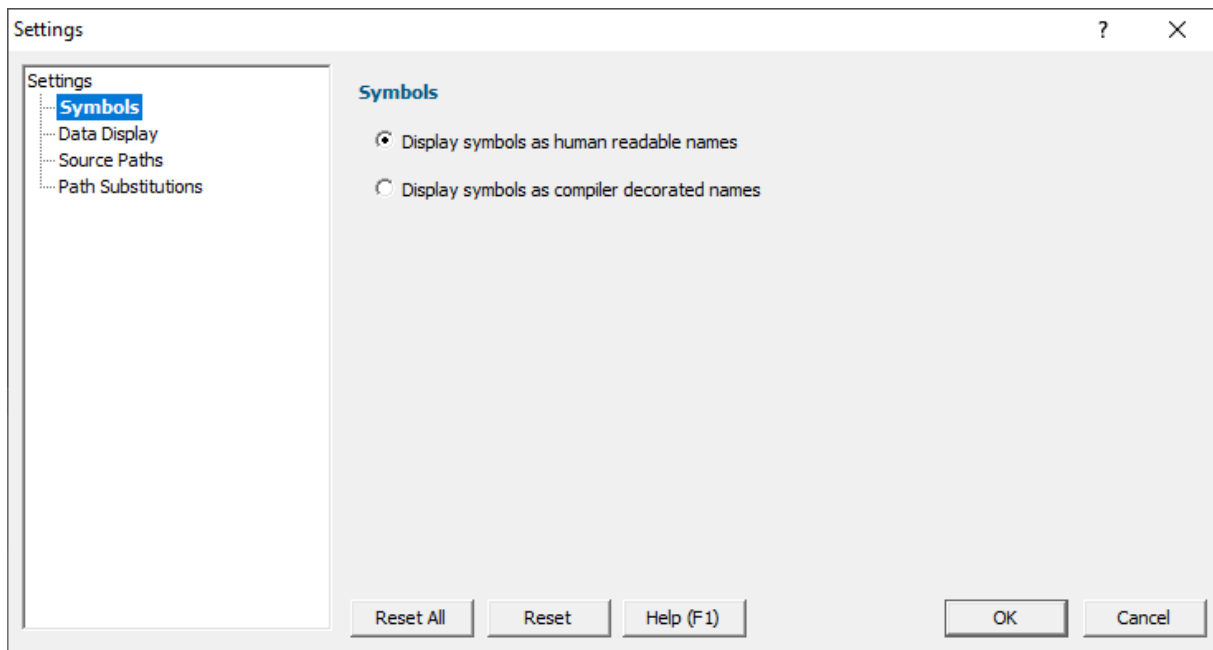 Settings
?
Settings
Symbols
Data Display
Source Paths
Path Substitutions
Symbols
Display symbols as human readable names
Display symbols as compiler decorated names
Reset All
Reset
Help (F1)
OK
Cancel